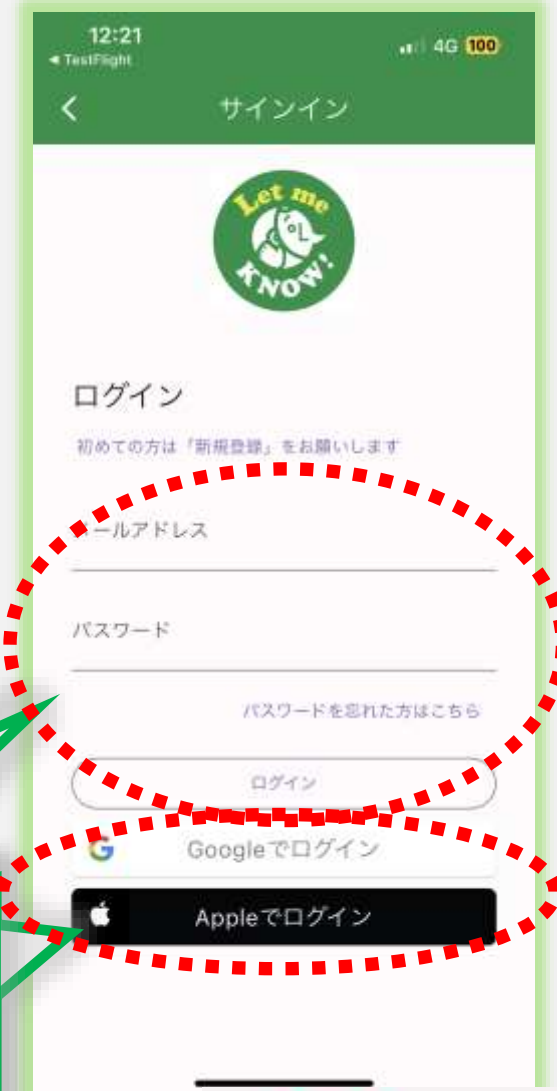 12:21
◀ TestFlight
4G 100
サインイン
Let me
KNOW!
ログイン
初めての方は「新規登録」をお願いします
メールアドレス
パスワード
パスワードを忘れた方はこちら
ログイン
Googleでログイン
Appleでログイン